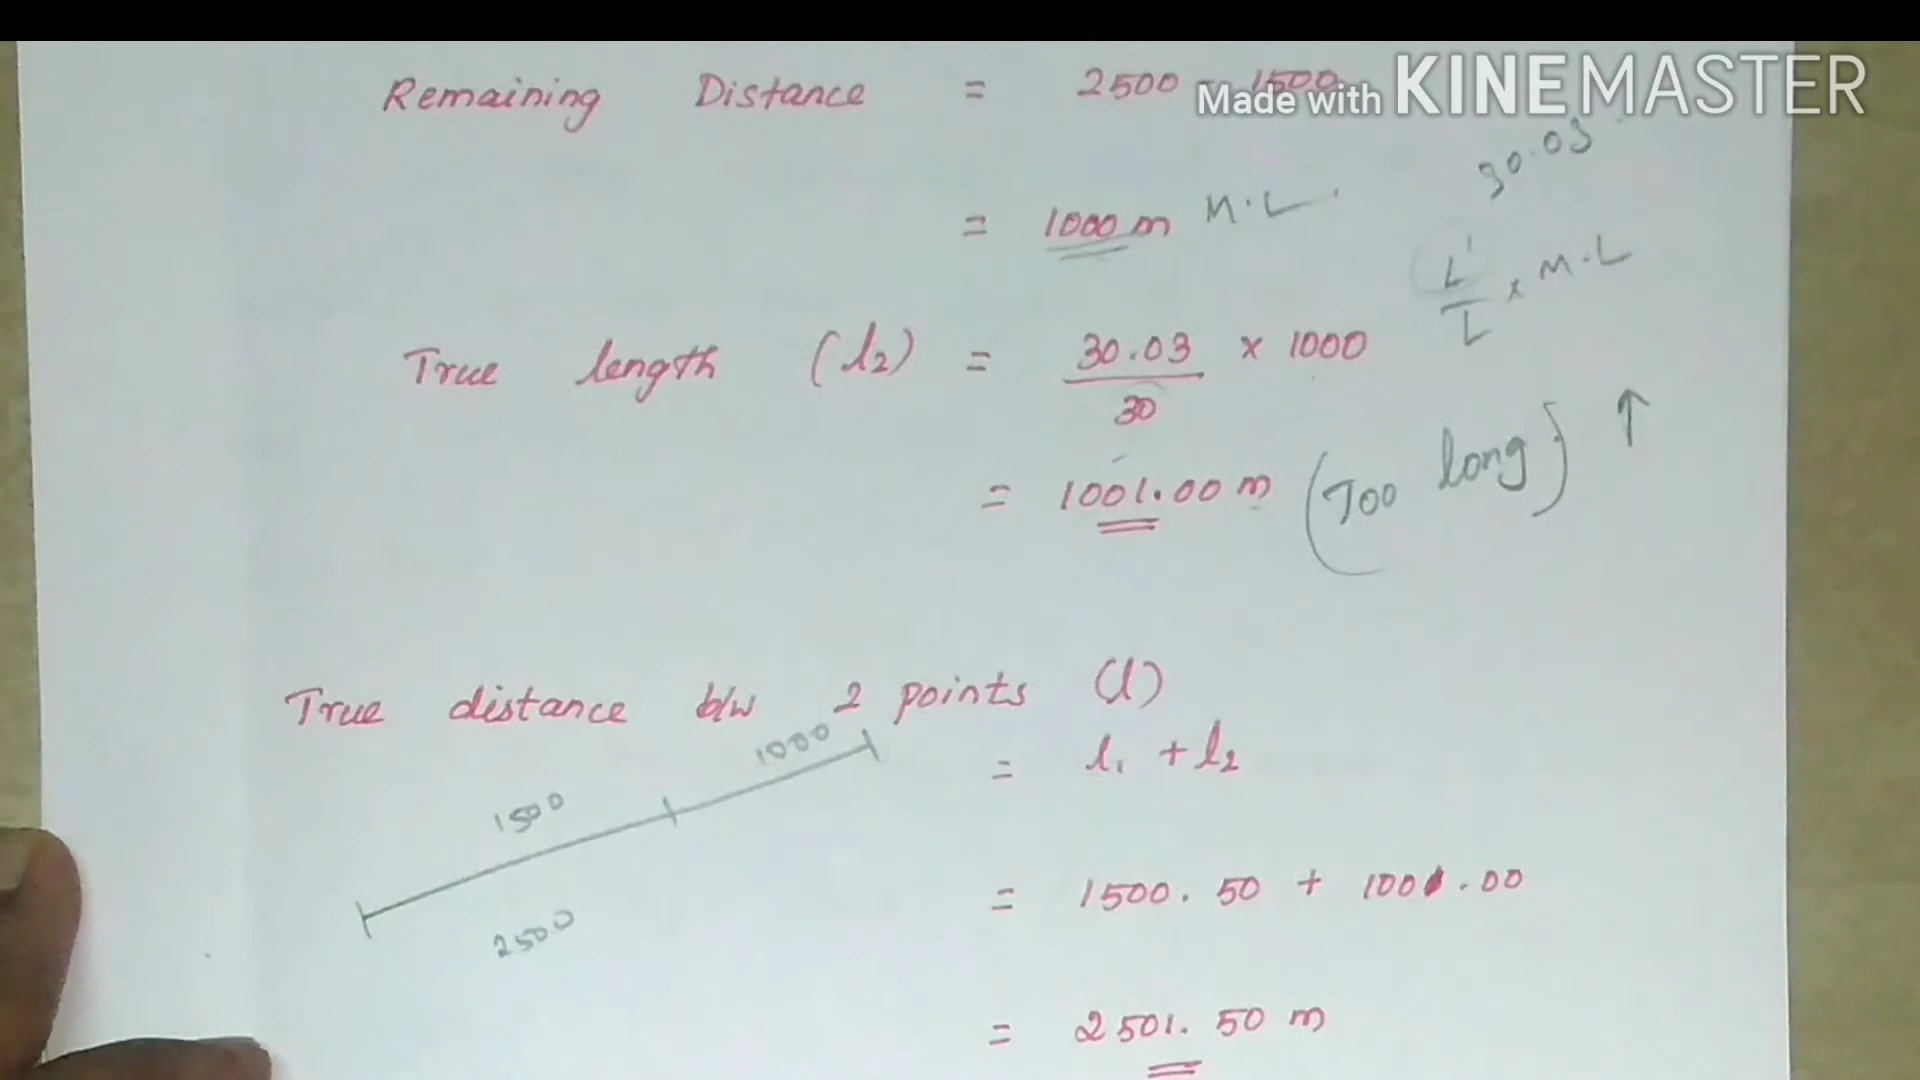 Remaining Distance = 2500 - 1500
Made with KINEMASTER
30.03
= 1000 m M.L
L'/L x M.L
True length (l2) = 30.03/30 x 1000
= 1001.00 m (Too long) ↑
True distance b/w 2 points (l)
= l1 + l2
1000
1500
2500
= 1500.50 + 1001.00
= 2501.50 m